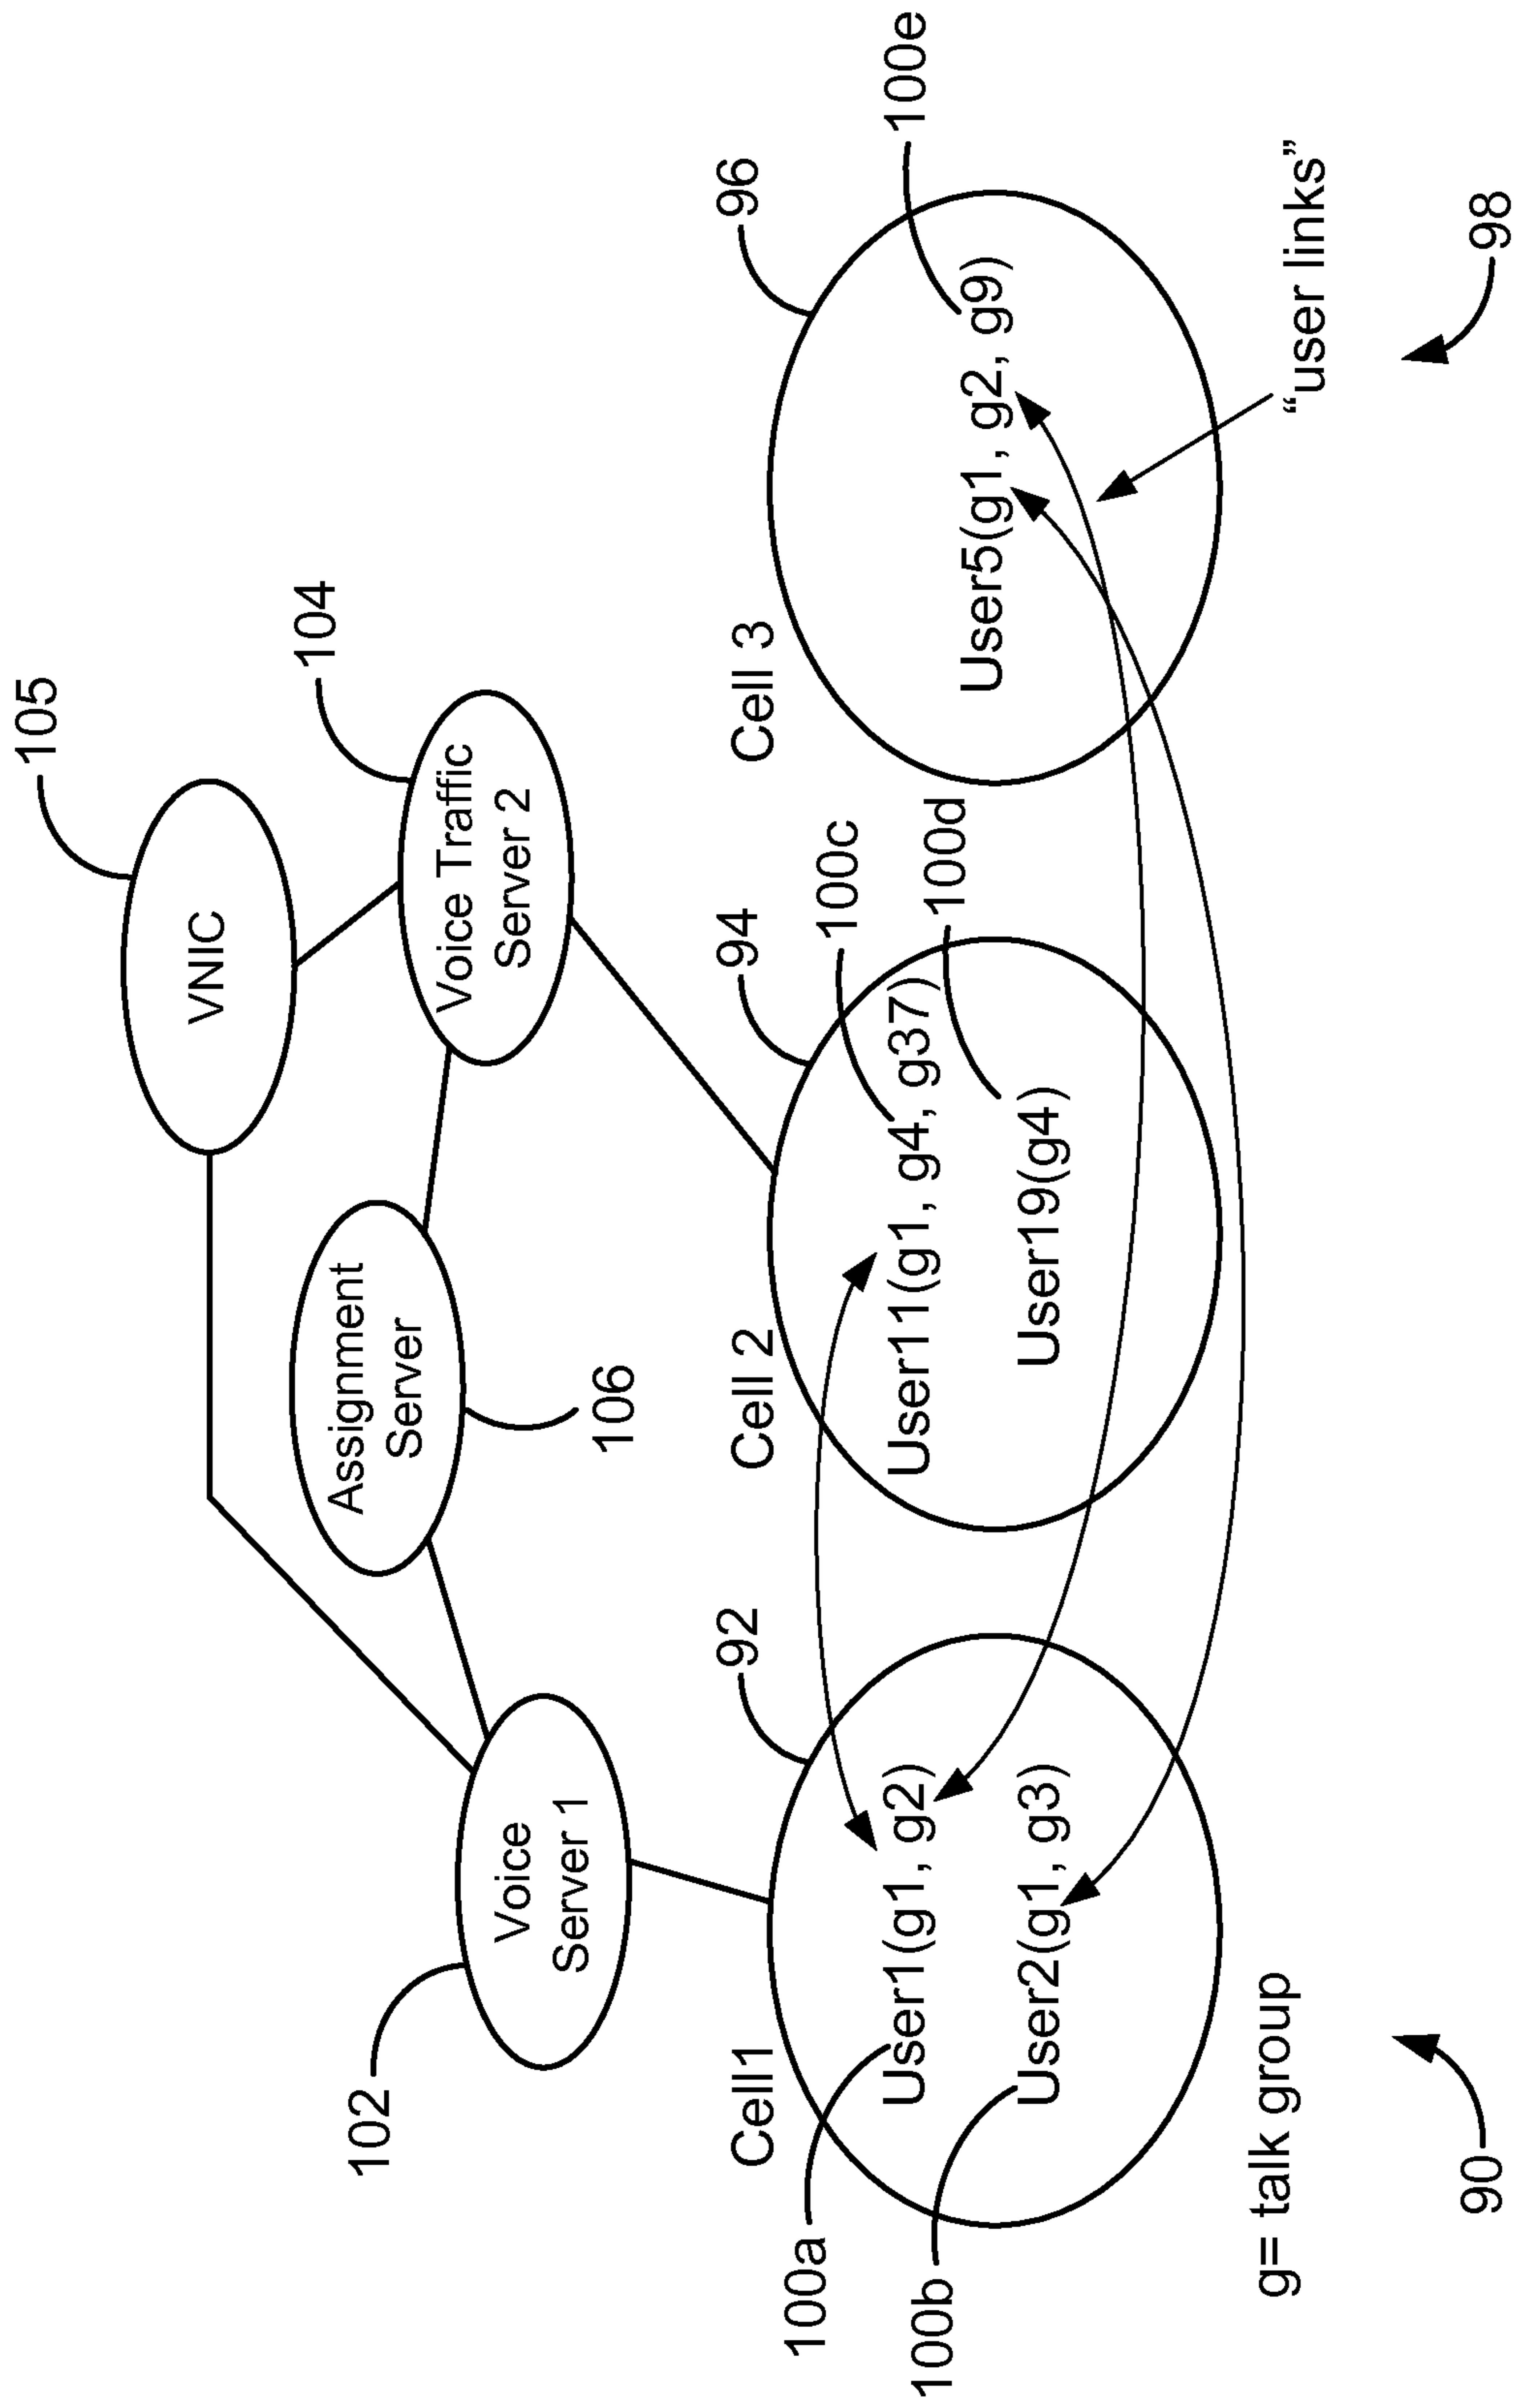 105
VNIC
104
Voice Traffic
Server 2
Assignment
Server
106
102
Voice
Server 1
92
94
96
Cell1
Cell 2
Cell 3
100a
User1(g1, g2)
100b
User2(g1, g3)
100c
User11(g1, g4, g37)
100d
User19(g4)
100e
User5(g1, g2, g9)
g= talk group
“user links”
90
98